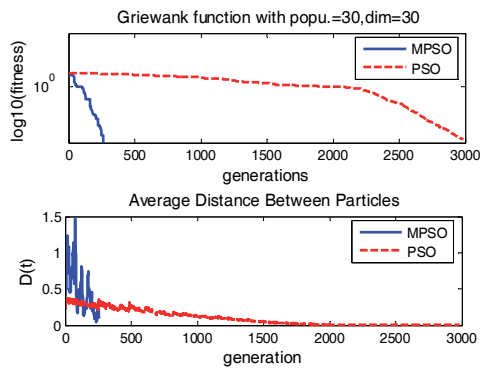 Griewank function with popu.=30,dim=30
MPSO
PSO
log10(fitness)
10^0
0 500 1000 1500 2000 2500 3000
generations
Average Distance Between Particles
1.5
MPSO
PSO
1
D(t)
0.5
0
0 500 1000 1500 2000 2500 3000
generation